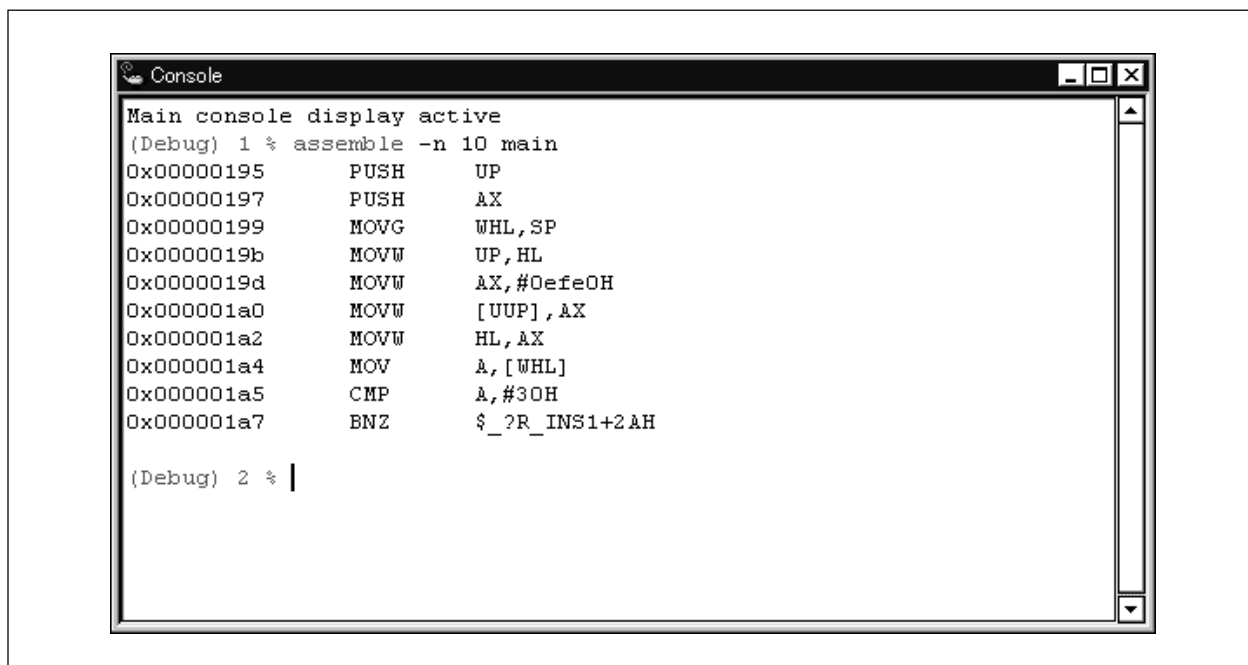 Console
Main console display active
(Debug) 1 % assemble -n 10 main
0x00000195 PUSH UP
0x00000197 PUSH AX
0x00000199 MOVG WHL,SP
0x0000019b MOVW UP,HL
0x0000019d MOVW AX,#0efe0H
0x000001a0 MOVW [UUP],AX
0x000001a2 MOVW HL,AX
0x000001a4 MOV A,[WHL]
0x000001a5 CMP A,#30H
0x000001a7 BNZ $_?R_INS1+2AH
(Debug) 2 %